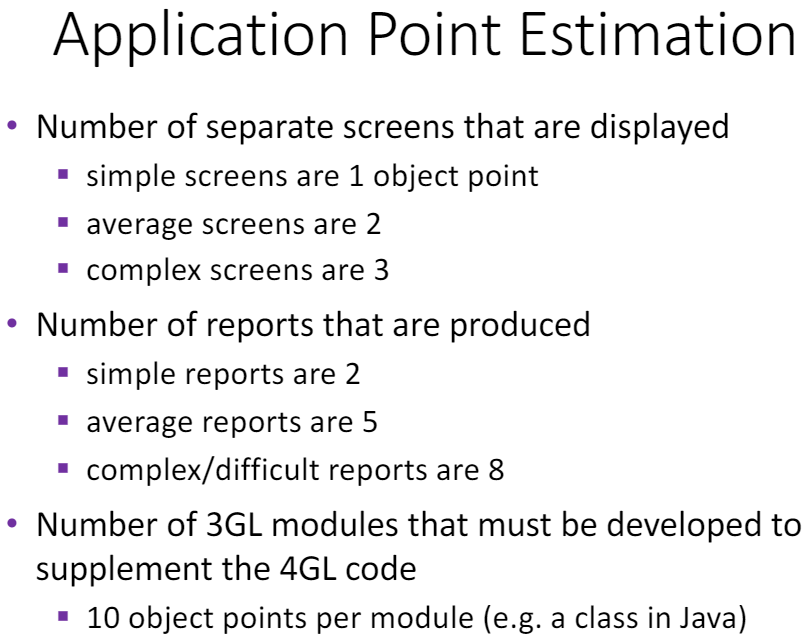 Application Point Estimation
• Number of separate screens that are displayed
▪ simple screens are 1 object point
▪ average screens are 2
▪ complex screens are 3
• Number of reports that are produced
▪ simple reports are 2
▪ average reports are 5
▪ complex/difficult reports are 8
• Number of 3GL modules that must be developed to
supplement the 4GL code
▪ 10 object points per module (e.g. a class in Java)